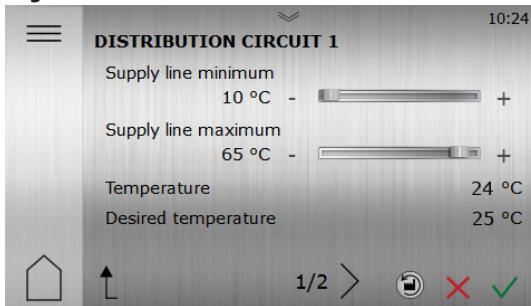 10:24
DISTRIBUTION CIRCUIT 1
Supply line minimum
10 °C - +
Supply line maximum
65 °C - +
Temperature 24 °C
Desired temperature 25 °C
1/2